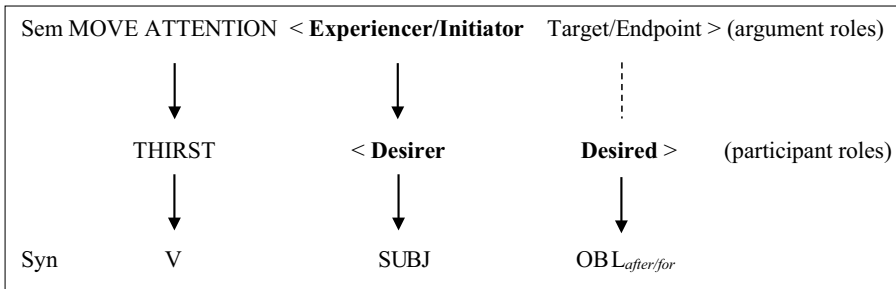 Sem MOVE ATTENTION < Experiencer/Initiator Target/Endpoint > (argument roles)
THIRST < Desirer Desired > (participant roles)
Syn V SUBJ OBLafter/for